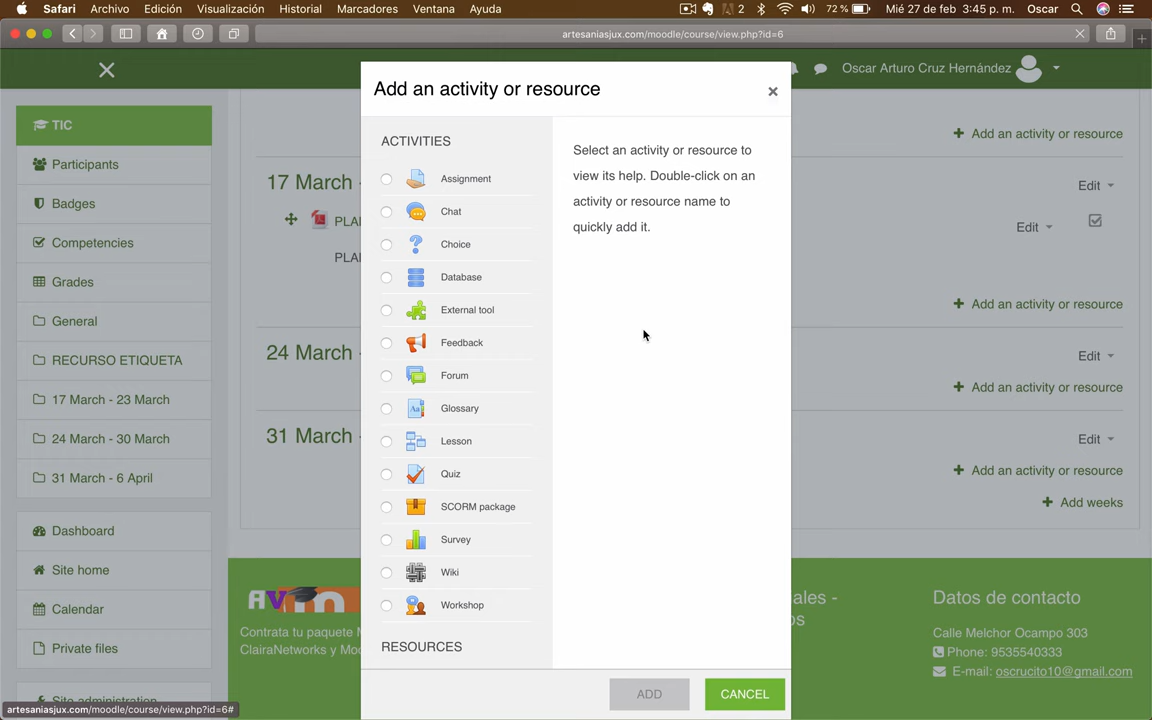 Safari Archivo Edición Visualización Historial Marcadores Ventana Ayuda 2 72 % Mié 27 de feb 3:45 p. m. Oscar
artesaniasjux.com/moodle/course/view.php?id=6
Oscar Arturo Cruz Hernández
Add an activity or resource
TIC
Participants
Badges
Competencies
Grades
General
RECURSO ETIQUETA
17 March - 23 March
24 March - 30 March
31 March - 6 April
Dashboard
Site home
Calendar
Private files
Site administration
artesaniasjux.com/moodle/course/view.php?id=6#
ACTIVITIES
Assignment
Chat
Choice
Database
External tool
Feedback
Forum
Glossary
Lesson
Quiz
SCORM package
Survey
Wiki
Workshop
RESOURCES
Select an activity or resource to
view its help. Double-click on an
activity or resource name to
quickly add it.
ADD
CANCEL
Add an activity or resource
17 March -
Edit
PLA
Edit
PLA
Add an activity or resource
24 March -
Edit
Add an activity or resource
31 March -
Edit
Add an activity or resource
Add weeks
Contrata tu paquete
ClairaNetworks y
ales -
os
Datos de contacto
Calle Melchor Ocampo 303
Phone: 9535540333
E-mail: oscrucito10@gmail.com